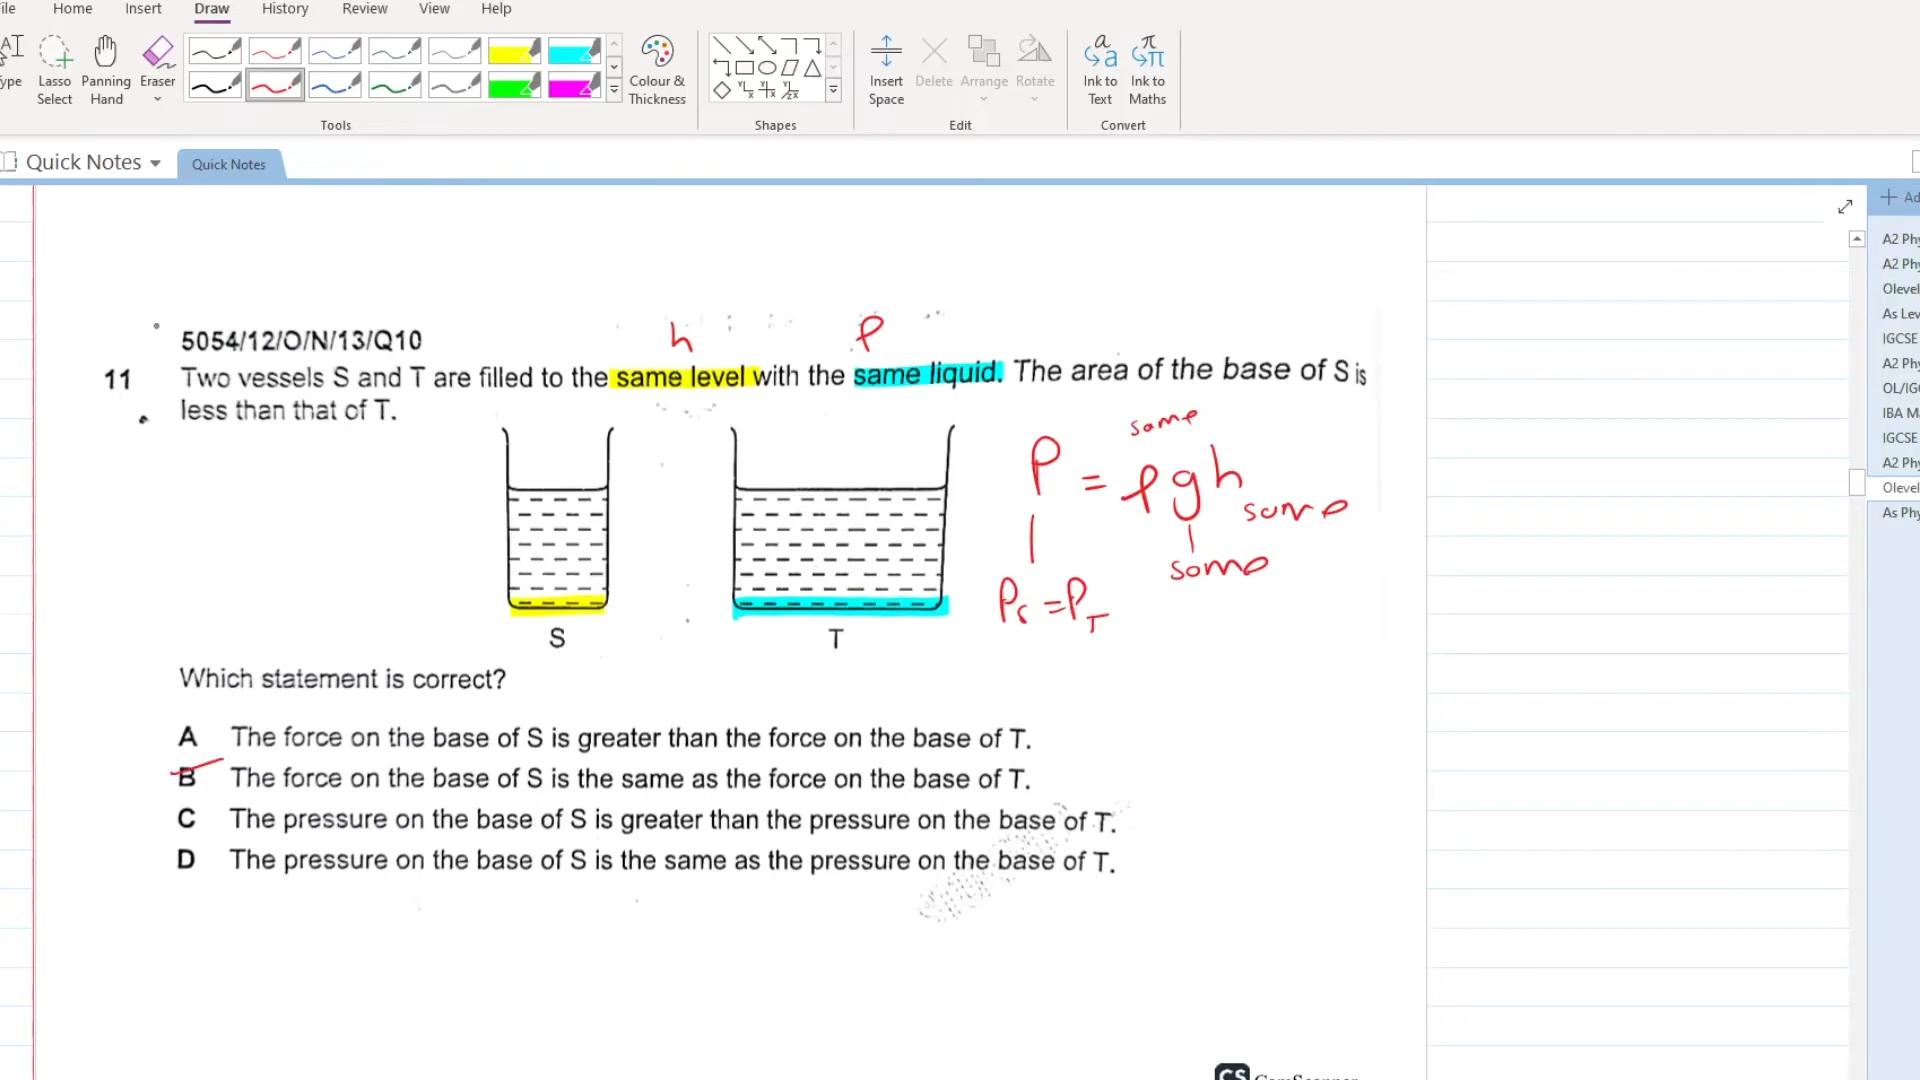 File Home Insert Draw History Review View Help
Type Lasso Select Panning Hand Eraser Colour & Thickness Insert Space Delete Arrange Rotate Ink to Text Ink to Maths
Tools Shapes Edit Convert
Quick Notes Quick Notes
A2 Phy
A2 Phy
Olevel
As Lev
IGCSE
A2 Phy
OL/IGC
IBA Ma
IGCSE
A2 Phy
Olevel
As Phy
h ρ
5054/12/O/N/13/Q10
11 Two vessels S and T are filled to the same level with the same liquid. The area of the base of S is
less than that of T.
same
P = ρgh
same
same
Ps = PT
S T
Which statement is correct?
A The force on the base of S is greater than the force on the base of T.
B The force on the base of S is the same as the force on the base of T.
C The pressure on the base of S is greater than the pressure on the base of T.
D The pressure on the base of S is the same as the pressure on the base of T.
CS CamScanner